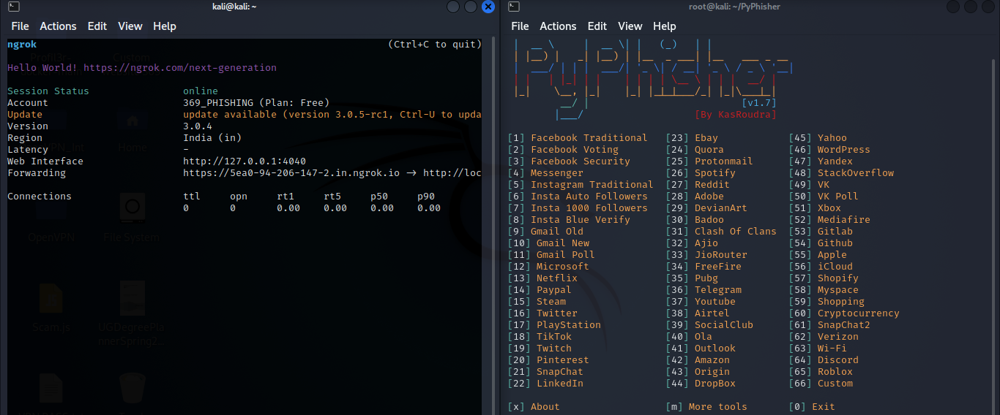 kali@kali: ~
File Actions Edit View Help
ngrok (Ctrl+C to quit)
Hello World! https://ngrok.com/next-generation
Session Status online
Account 369_PHISHING (Plan: Free)
Update update available (version 3.0.5-rc1, Ctrl-U to upda
Version 3.0.4
Region India (in)
Latency -
Web Interface http://127.0.0.1:4040
Forwarding https://5ea0-94-206-147-2.in.ngrok.io -> http://loc
Connections ttl opn rt1 rt5 p50 p90
0 0 0.00 0.00 0.00 0.00
Home
OpenVPN
File System
Scam.js
UGDegreePla
nnerSpring2...
root@kali: ~/PyPhisher
File Actions Edit View Help
PyPhisher
[v1.7]
[By KasRoudra]
[1] Facebook Traditional [23] Ebay [45] Yahoo
[2] Facebook Voting [24] Quora [46] WordPress
[3] Facebook Security [25] Protonmail [47] Yandex
[4] Messenger [26] Spotify [48] StackOverflow
[5] Instagram Traditional [27] Reddit [49] VK
[6] Insta Auto Followers [28] Adobe [50] VK Poll
[7] Insta 1000 Followers [29] DevianArt [51] Xbox
[8] Insta Blue Verify [30] Badoo [52] Mediafire
[9] Gmail Old [31] Clash Of Clans [53] Gitlab
[10] Gmail New [32] Ajio [54] Github
[11] Gmail Poll [33] JioRouter [55] Apple
[12] Microsoft [34] FreeFire [56] iCloud
[13] Netflix [35] Pubg [57] Shopify
[14] Paypal [36] Telegram [58] Myspace
[15] Steam [37] Youtube [59] Shopping
[16] Twitter [38] Airtel [60] Cryptocurrency
[17] PlayStation [39] SocialClub [61] SnapChat2
[18] TikTok [40] Ola [62] Verizon
[19] Twitch [41] Outlook [63] Wi-Fi
[20] Pinterest [42] Amazon [64] Discord
[21] SnapChat [43] Origin [65] Roblox
[22] LinkedIn [44] DropBox [66] Custom
[x] About [m] More tools [0] Exit